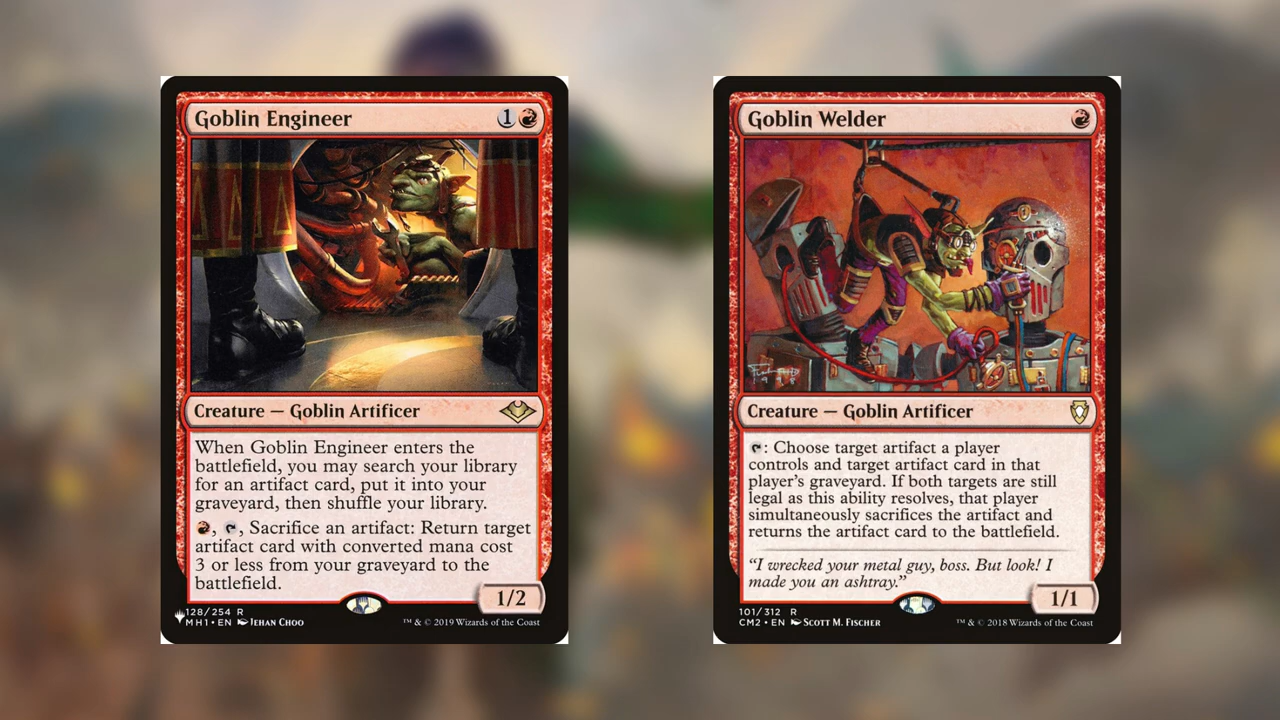 Goblin Engineer 1
Creature — Goblin Artificer
When Goblin Engineer enters the
battlefield, you may search your library
for an artifact card, put it into your
graveyard, then shuffle your library.
, , Sacrifice an artifact: Return target
artifact card with converted mana cost
3 or less from your graveyard to the
battlefield.
1/2
128/254 R
MH1 • EN Jehan Choo
™ & © 2019 Wizards of the Coast
Goblin Welder
1998
Creature — Goblin Artificer
: Choose target artifact a player
controls and target artifact card in that
player's graveyard. If both targets are still
legal as this ability resolves, that player
simultaneously sacrifices the artifact and
returns the artifact card to the battlefield.
“I wrecked your metal guy, boss. But look! I
made you an ashtray.”
1/1
101/312 R
CM2 • EN Scott M. Fischer
™ & © 2018 Wizards of the Coast